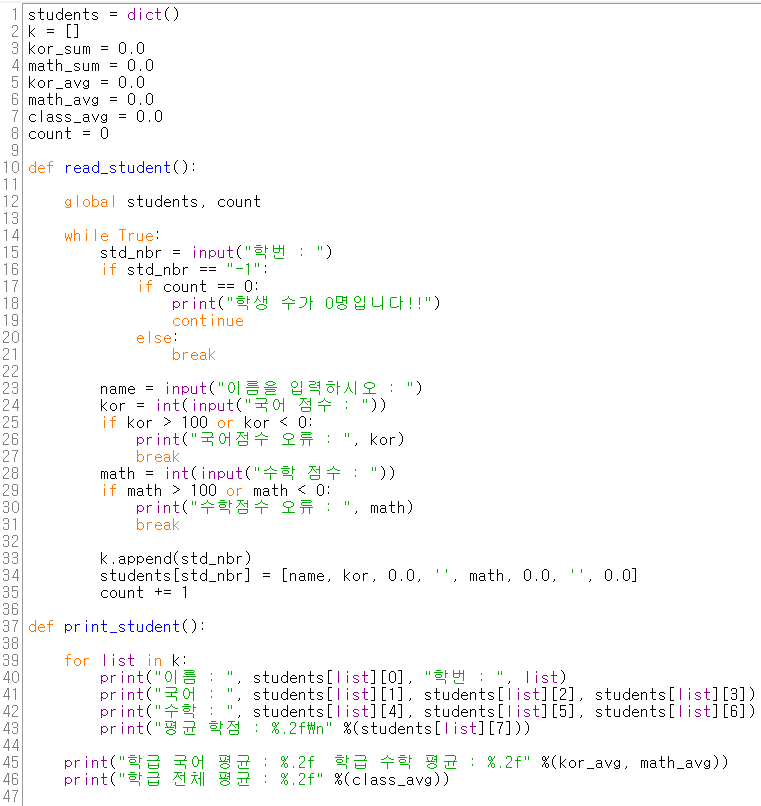 1 students = dict()
2 k = []
3 kor_sum = 0.0
4 math_sum = 0.0
5 kor_avg = 0.0
6 math_avg = 0.0
7 class_avg = 0.0
8 count = 0
9
10 def read_student():
11
12     global students, count
13
14     while True:
15         std_nbr = input("학번 : ")
16         if std_nbr == "-1":
17             if count == 0:
18                 print("학생 수가 0명입니다!!")
19                 continue
20             else:
21                 break
22
23         name = input("이름을 입력하시오 : ")
24         kor = int(input("국어 점수 : "))
25         if kor > 100 or kor < 0:
26             print("국어점수 오류 : ", kor)
27             break
28         math = int(input("수학 점수 : "))
29         if math > 100 or math < 0:
30             print("수학점수 오류 : ", math)
31             break
32
33         k.append(std_nbr)
34         students[std_nbr] = [name, kor, 0.0, '', math, 0.0, '', 0.0]
35         count += 1
36
37 def print_student():
38
39     for list in k:
40         print("이름 : ", students[list][0], "학번 : ", list)
41         print("국어 : ", students[list][1], students[list][2], students[list][3])
42         print("수학 : ", students[list][4], students[list][5], students[list][6])
43         print("평균 학점 : %.2f₩n" %(students[list][7]))
44
45     print("학급 국어 평균 : %.2f  학급 수학 평균 : %.2f" %(kor_avg, math_avg))
46     print("학급 전체 평균 : %.2f" %(class_avg))
47